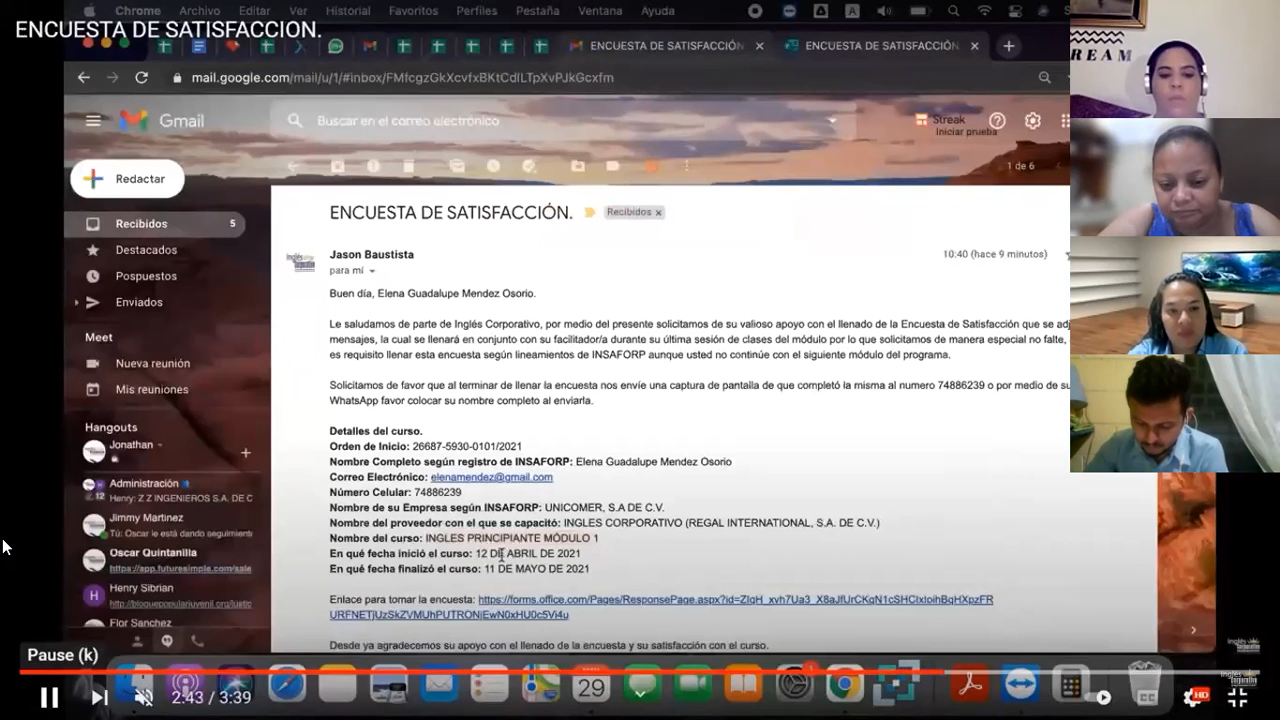 ENCUESTA DE SATISFACCION.
Chrome Archivo Editar Ver Historial Favoritos Perfiles Pestaña Ventana Ayuda
ENCUESTA DE SATISFACCIÓN
ENCUESTA DE SATISFACCIÓN
mail.google.com/mail/u/1/#inbox/FMfcgzGkXcvfxBKtCdlLTpXvPJkGcxfm
REAM
Gmail
Buscar en el correo electrónico
Streak
Iniciar prueba
Redactar
1 de 6
Recibidos 5
Destacados
Pospuestos
Enviados
Meet
Nueva reunión
Mis reuniones
Hangouts
Jonathan
Administración
12 Henry: Z Z INGENIEROS S.A. DE C
Jimmy Martinez
Tú: Oscar le está dando seguimiento
Oscar Quintanilla
https://app.futuresimple.com/sale
Henry Sibrian
http://bloquepopularjuvenil.org/justic
Flor Sanchez
ENCUESTA DE SATISFACCIÓN. Recibidos x
Jason Baustista 10:40 (hace 9 minutos)
para mí
Buen día, Elena Guadalupe Mendez Osorio.
Le saludamos de parte de Inglés Corporativo, por medio del presente solicitamos de su valioso apoyo con el llenado de la Encuesta de Satisfacción que se adj
mensajes, la cual se llenará en conjunto con su facilitador/a durante su última sesión de clases del módulo por lo que solicitamos de manera especial no falte,
es requisito llenar esta encuesta según lineamientos de INSAFORP aunque usted no continúe con el siguiente módulo del programa.
Solicitamos de favor que al terminar de llenar la encuesta nos envíe una captura de pantalla de que completó la misma al numero 74886239 o por medio de su
WhatsApp favor colocar su nombre completo al enviarla.
Detalles del curso.
Orden de Inicio: 26687-5930-0101/2021
Nombre Completo según registro de INSAFORP: Elena Guadalupe Mendez Osorio
Correo Electrónico: elenamendez@gmail.com
Número Celular: 74886239
Nombre de su Empresa según INSAFORP: UNICOMER, S.A DE C.V.
Nombre del proveedor con el que se capacitó: INGLES CORPORATIVO (REGAL INTERNATIONAL, S.A. DE C.V.)
Nombre del curso: INGLES PRINCIPIANTE MÓDULO 1
En qué fecha inició el curso: 12 DE ABRIL DE 2021
En qué fecha finalizó el curso: 11 DE MAYO DE 2021
Enlace para tomar la encuesta: https://forms.office.com/Pages/ResponsePage.aspx?id=
Desde ya agradecemos su apoyo con el llenado de la encuesta y su satisfacción con el curso.
Pause (k)
29
2:43 / 3:39
HD